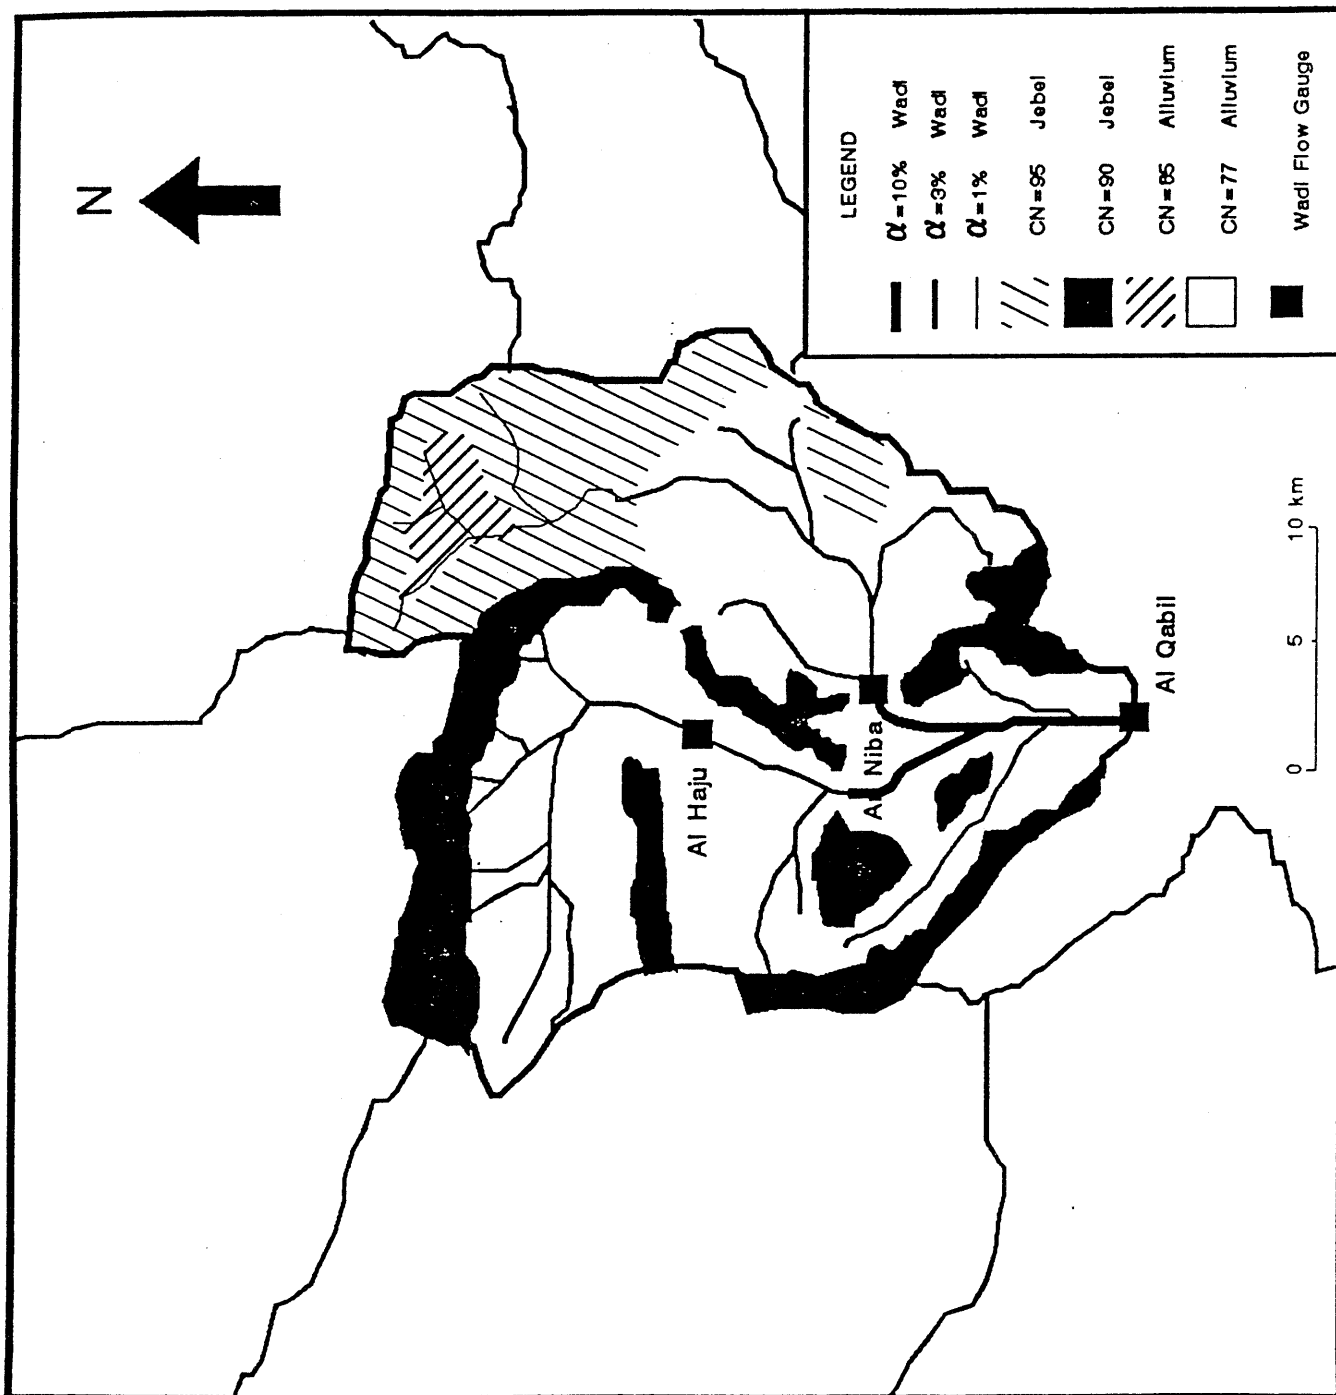 N
LEGEND
α=10% Wadi
α=3% Wadi
α=1% Wadi
CN=95 Jebel
CN=90 Jebel
CN=85 Alluvium
CN=77 Alluvium
Wadi Flow Gauge
Al Haju
Niba
Al Qabil
0 5 10 km